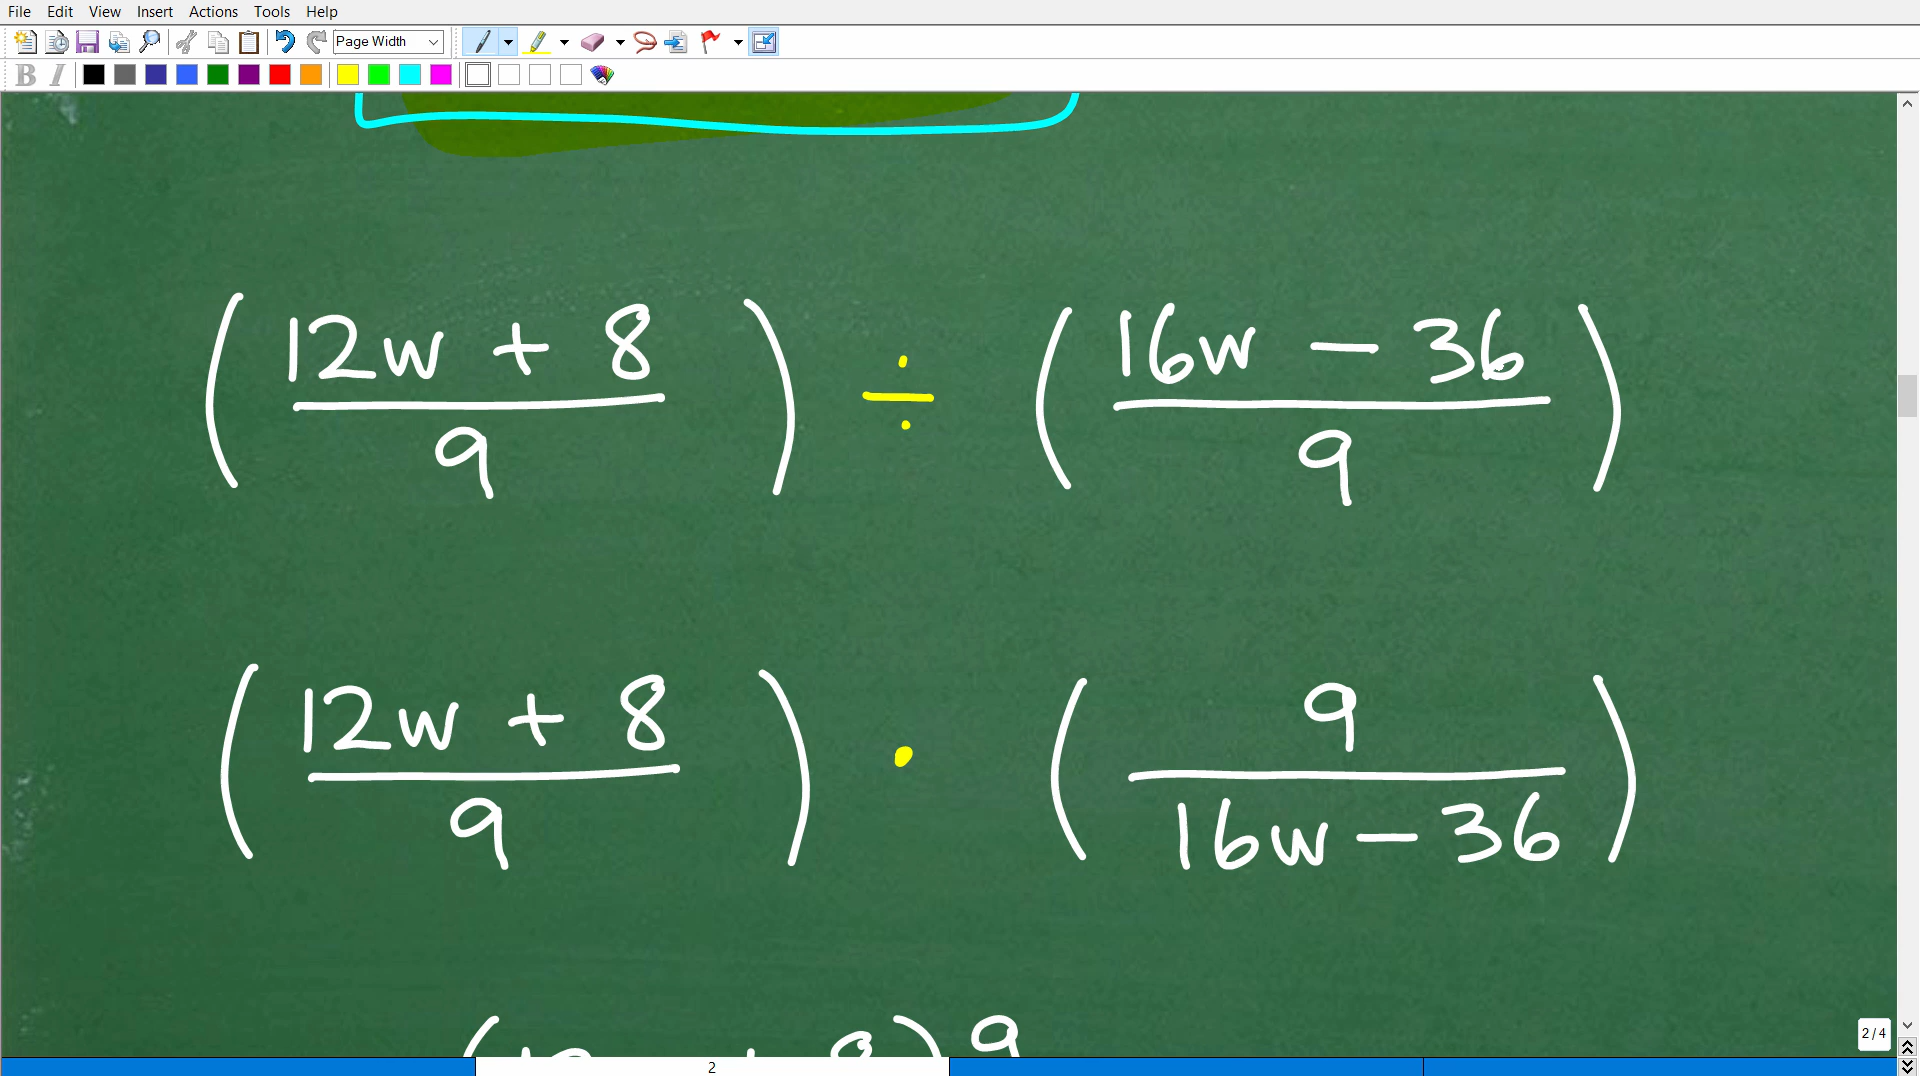 File Edit View Insert Actions Tools Help
Page Width
B I
( 12w + 8 / 9 ) ÷ ( 16w − 36 / 9 )
( 12w + 8 / 9 ) · ( 9 / 16w − 36 )
2 / 4
2